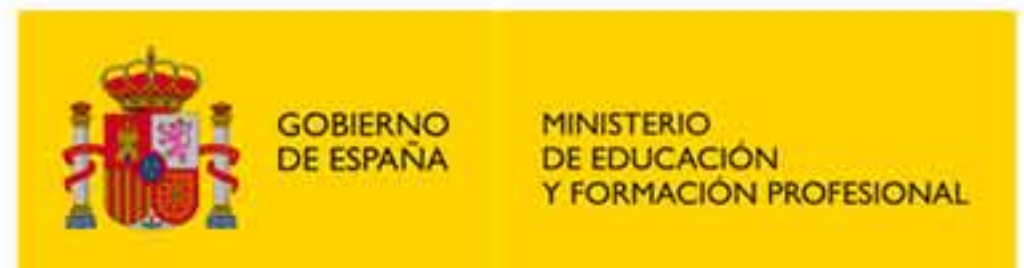 GOBIERNO
DE ESPAÑA
MINISTERIO
DE EDUCACIÓN
Y FORMACIÓN PROFESIONAL